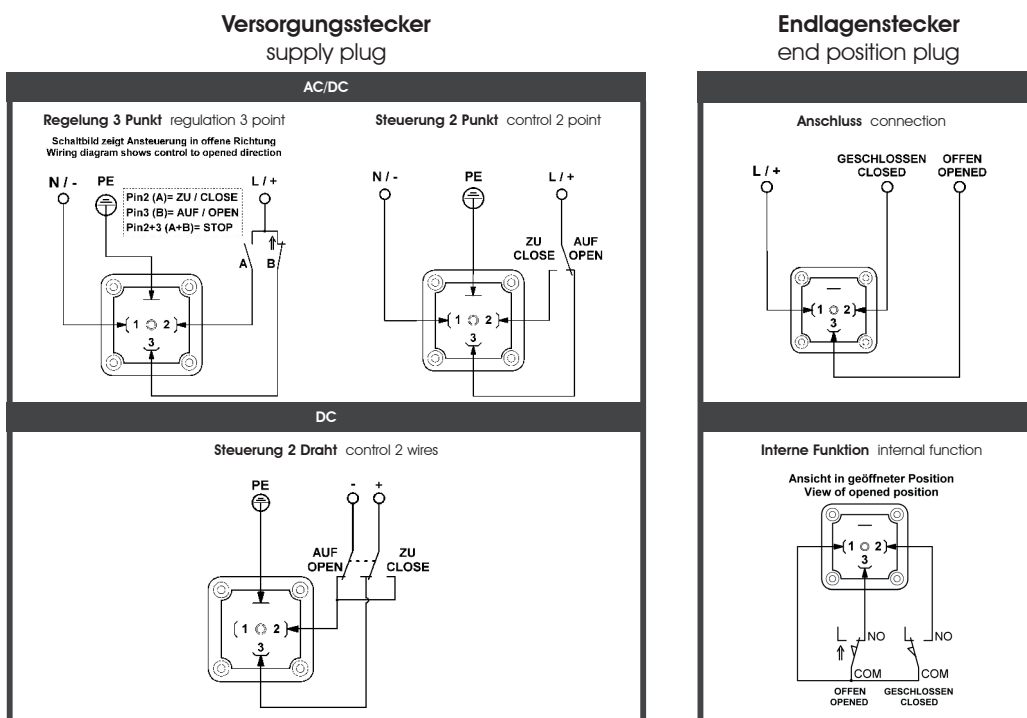 Versorgungsstecker
supply plug
AC/DC
Regelung 3 Punkt regulation 3 point
Schaltbild zeigt Ansteuerung in offene Richtung
Wiring diagram shows control to opened direction
N / -
PE
L / +
Pin2 (A)= ZU / CLOSE
Pin3 (B)= AUF / OPEN
Pin2+3 (A+B)= STOP
A
B
1
2
3
Steuerung 2 Punkt control 2 point
N / -
PE
L / +
ZU
CLOSE
AUF
OPEN
1
2
3
DC
Steuerung 2 Draht control 2 wires
PE
-
+
AUF
OPEN
ZU
CLOSE
1
2
3
Endlagenstecker
end position plug
Anschluss connection
L / +
GESCHLOSSEN
CLOSED
OFFEN
OPENED
1
2
3
Interne Funktion internal function
Ansicht in geöffneter Position
View of opened position
1
2
3
NO
NO
COM
COM
OFFEN
OPENED
GESCHLOSSEN
CLOSED